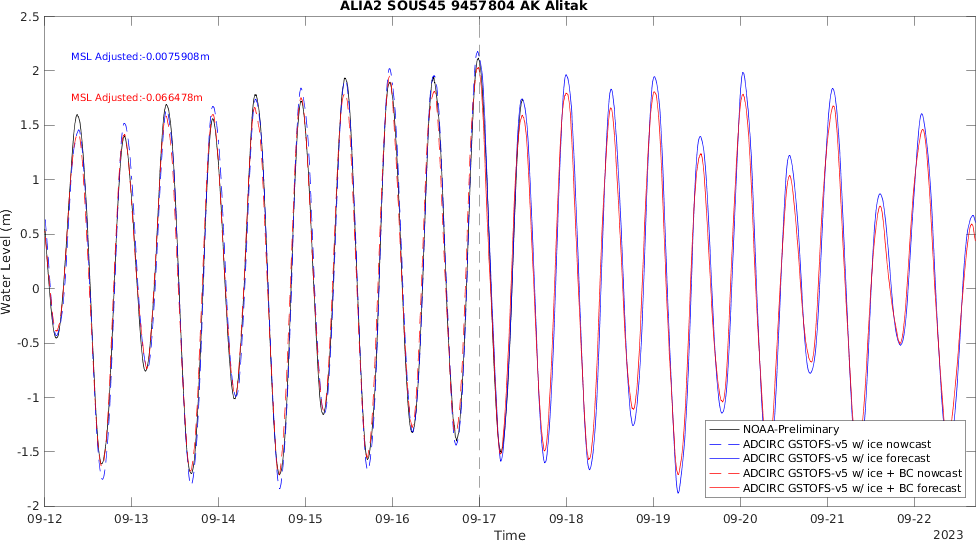 ALIA2 SOUS45 9457804 AK Alitak
2.5
2
1.5
1
0.5
0
-0.5
-1
-1.5
-2
Water Level (m)
MSL Adjusted:-0.0075908m
MSL Adjusted:-0.066478m
NOAA-Preliminary
ADCIRC GSTOFS-v5 w/ ice nowcast
ADCIRC GSTOFS-v5 w/ ice forecast
ADCIRC GSTOFS-v5 w/ ice + BC nowcast
ADCIRC GSTOFS-v5 w/ ice + BC forecast
09-12 09-13 09-14 09-15 09-16 09-17 09-18 09-19 09-20 09-21 09-22
Time
2023